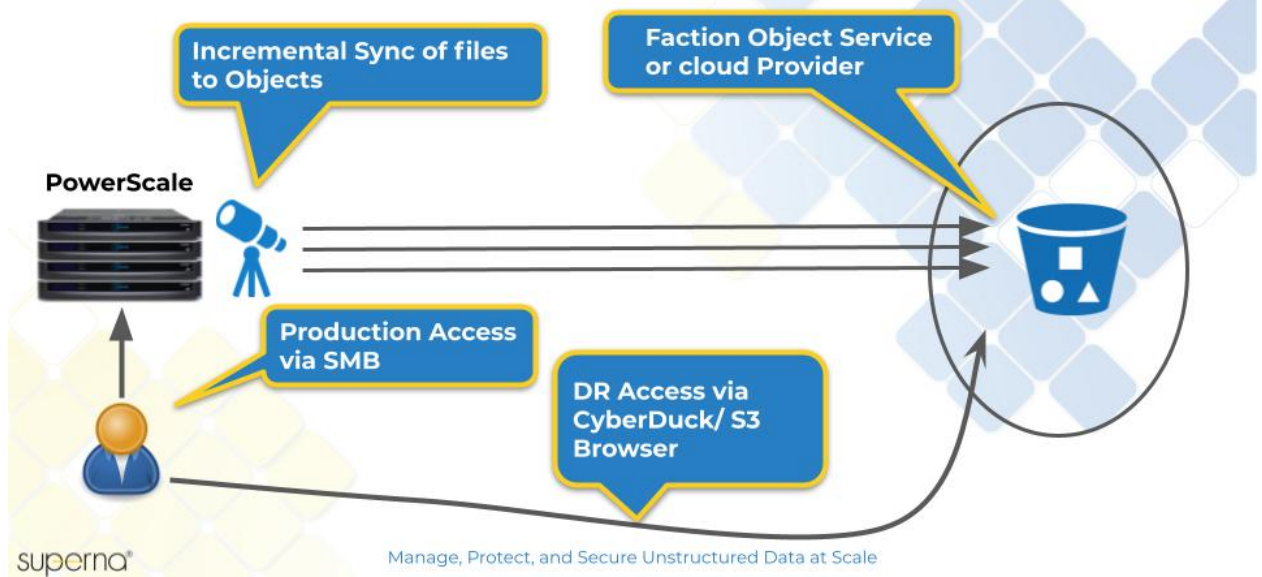 Incremental Sync of files
to Objects
Faction Object Service
or cloud Provider
PowerScale
Production Access
via SMB
DR Access via
CyberDuck/ S3
Browser
superna®
Manage, Protect, and Secure Unstructured Data at Scale